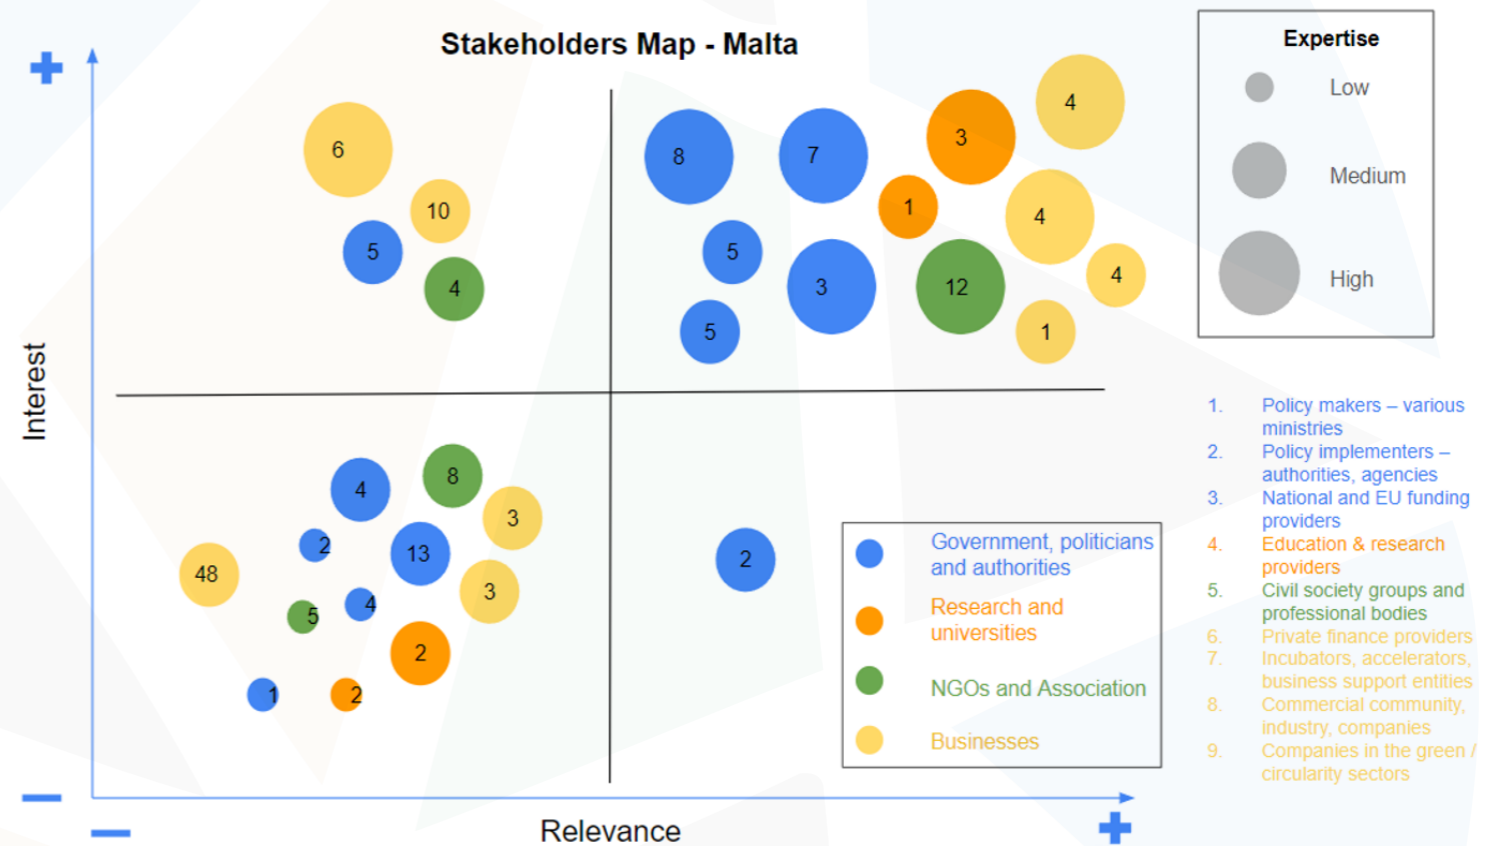 Stakeholders Map - Malta
Expertise
Low
Medium
High
6
10
5
4
8
7
3
4
1
4
5
3
12
4
5
1
Interest
4
8
3
2
13
48
3
5
4
2
1
2
2
Government, politicians
and authorities
Research and
universities
NGOs and Association
Businesses
1. Policy makers – various
ministries
2. Policy implementers –
authorities, agencies
3. National and EU funding
providers
4. Education & research
providers
5. Civil society groups and
professional bodies
6. Private finance providers
7. Incubators, accelerators,
business support entities
8. Commercial community,
industry, companies
9. Companies in the green /
circularity sectors
Relevance